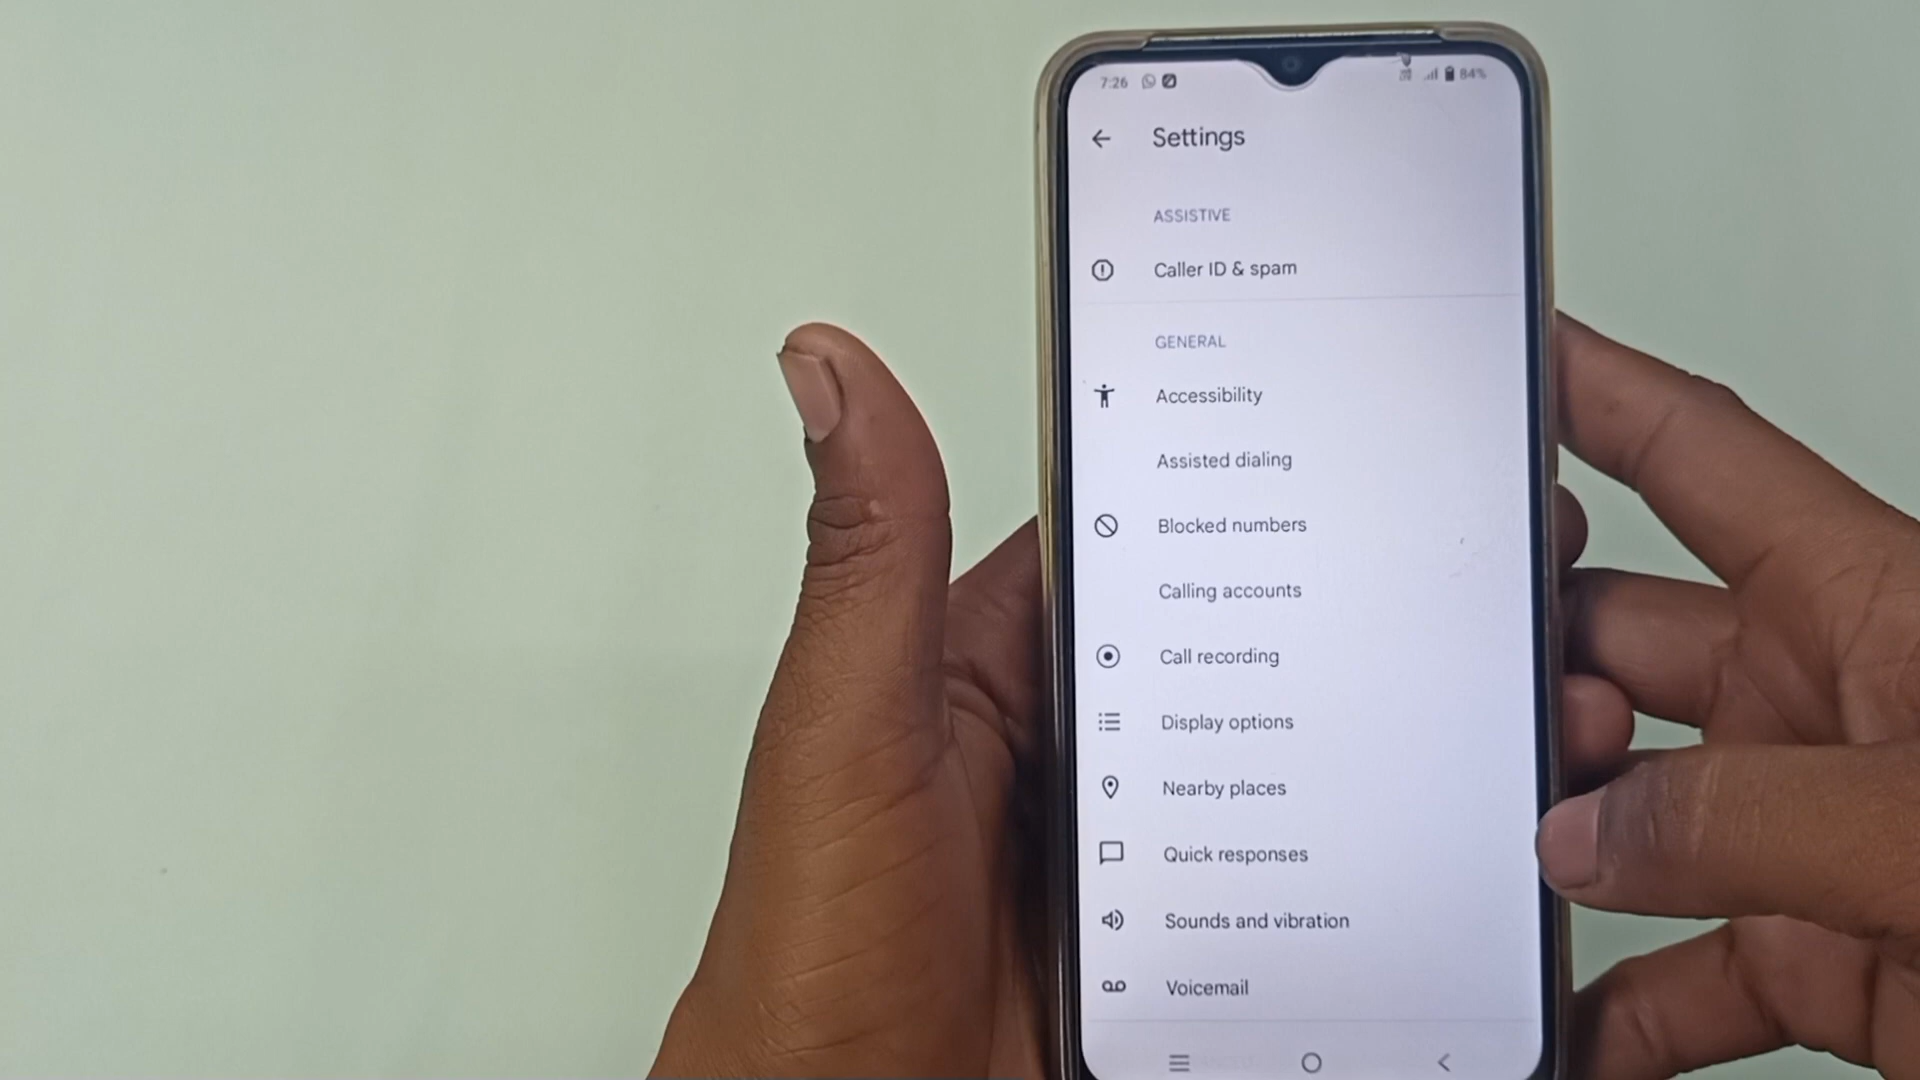 7:26 84%
Settings
ASSISTIVE
Caller ID & spam
GENERAL
Accessibility
Assisted dialing
Blocked numbers
Calling accounts
Call recording
Display options
Nearby places
Quick responses
Sounds and vibration
Voicemail